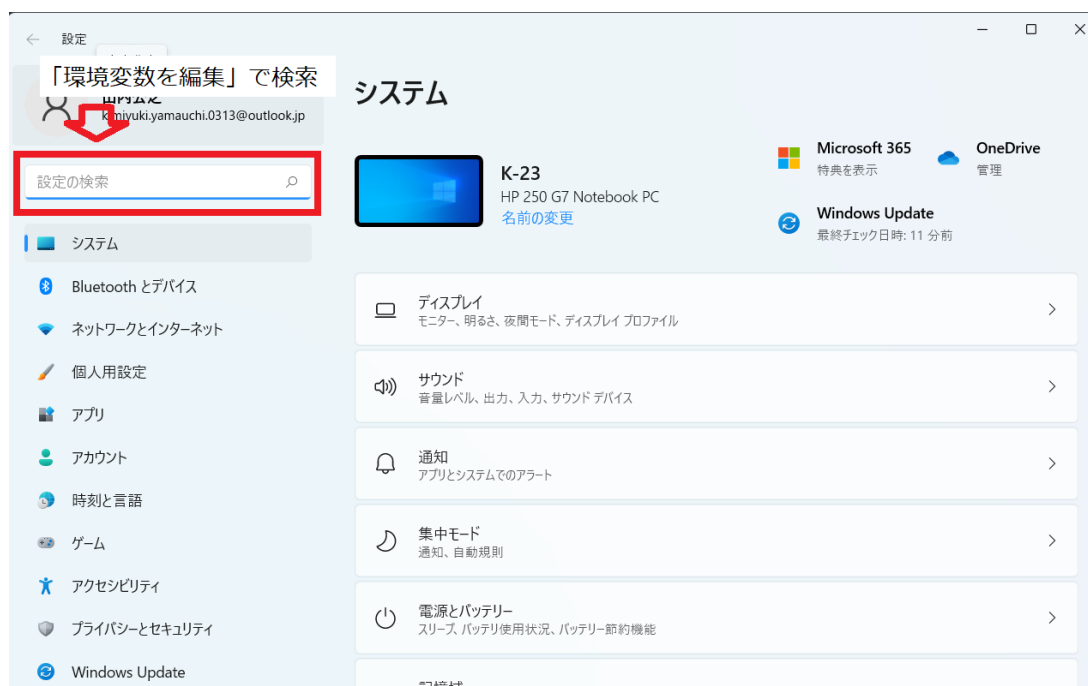 設定
「環境変数を編集」で検索
kimiyuki.yamauchi.0313@outlook.jp
設定の検索
システム
Bluetooth とデバイス
ネットワークとインターネット
個人用設定
アプリ
アカウント
時刻と言語
ゲーム
アクセシビリティ
プライバシーとセキュリティ
Windows Update
システム
K-23
HP 250 G7 Notebook PC
名前の変更
Microsoft 365
特典を表示
OneDrive
管理
Windows Update
最終チェック日時: 11 分前
ディスプレイ
モニター、明るさ、夜間モード、ディスプレイ プロファイル
サウンド
音量レベル、出力、入力、サウンド デバイス
通知
アプリとシステムでのアラート
集中モード
通知、自動規則
電源とバッテリー
スリープ、バッテリ使用状況、バッテリー節約機能